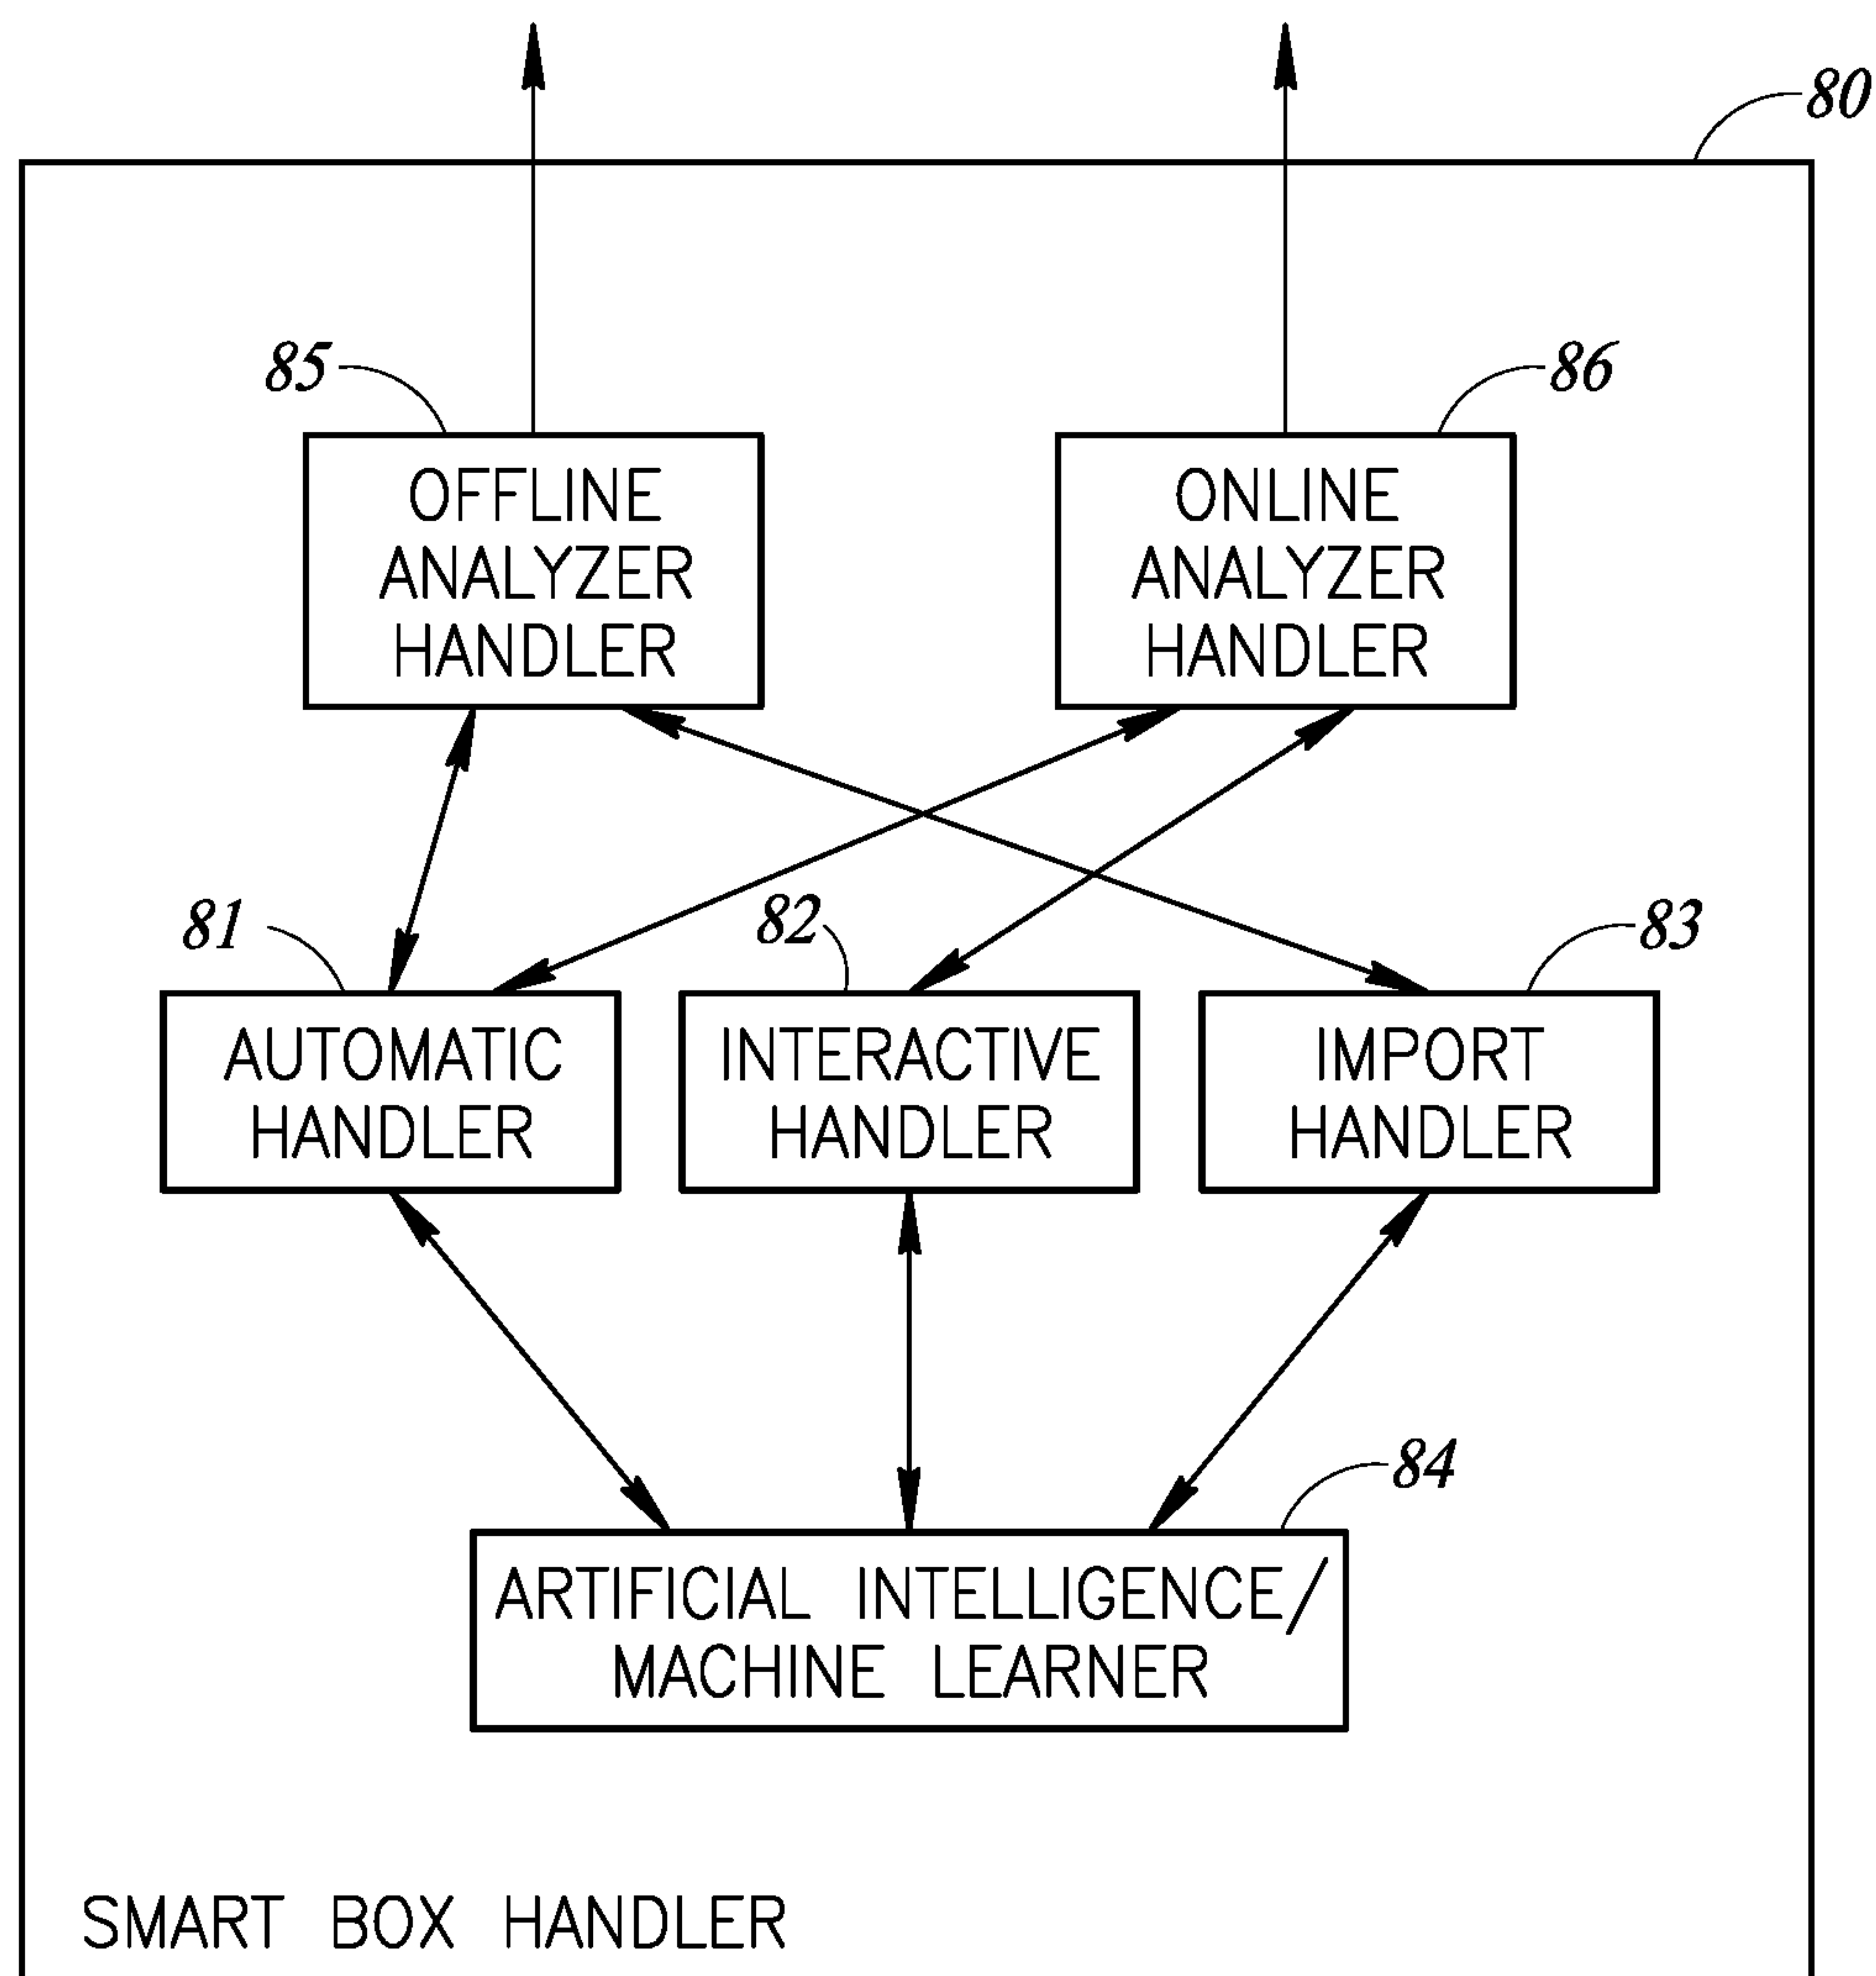 80
85
86
OFFLINE
ANALYZER
HANDLER
ONLINE
ANALYZER
HANDLER
81
82
83
AUTOMATIC
HANDLER
INTERACTIVE
HANDLER
IMPORT
HANDLER
84
ARTIFICIAL INTELLIGENCE/
MACHINE LEARNER
SMART BOX HANDLER